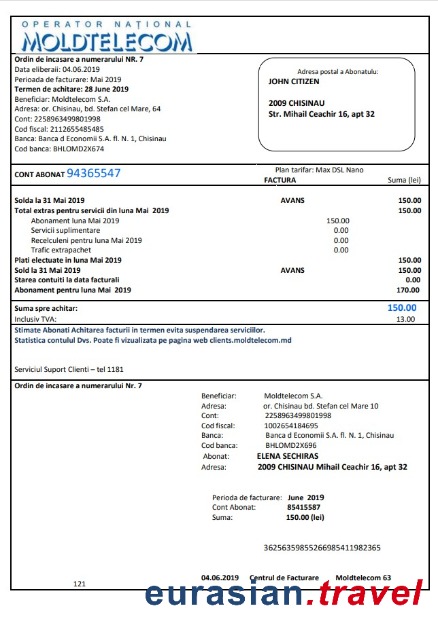 OPERATOR NAȚIONAL
MOLDTELECOM
Ordin de incasare a numerarului NR. 7
Data eliberaii: 04.06.2019
Perioada de facturare: Mai 2019
Termen de achitare: 28 June 2019
Beneficiar: Moldtelecom S.A.
Adresa: or. Chisinau, bd. Stefan cel Mare, 64
Cont: 2258963499801998
Cod fiscal: 2112655485485
Banca: Banca d Economii S.A. fl. N. 1, Chisinau
Cod banca: BHLOMD2X674
Adresa postal a Abonatulu:
JOHN CITIZEN
2009 CHISINAU
Str. Mihail Ceachir 16, apt 32
CONT ABONAT 94365547
Plan tarifar: Max DSL Nano
FACTURA Suma (lei)
Solda la 31 Mai 2019 AVANS 150.00
Total extras pentru servicii din luna Mai 2019 150.00
Abonament luna Mai 2019 150.00
Servicii suplimentare 0.00
Recelculeni pentru luna Mai 2019 0.00
Trafic extrapachet 0.00
Plati electuate in luna Mai 2019 150.00
Sold la 31 Mai 2019 AVANS 150.00
Starea contuiti la data facturali 0.00
Abonament pentru luna Mai 2019 170.00
Suma spre achitar: 150.00
Inclusiv TVA: 13.00
Stimate Abonati Achitarea facturii in termen evita suspendarea serviciilor.
Statistica contulul Dvs. Poate fi vizualizata pe pagina web clients.moldtelecom.md
Serviciul Suport Clienti – tel 1181
Ordin de incasare a numerarului Nr. 7
Beneficiar: Moldtelecom S.A.
Adresa: or. Chisinau bd. Stefan cel Mare 10
Cont: 2258963499801998
Cod fiscal: 1002654184695
Banca: Banca d Economii S.A. fl. N. 1, Chisinau
Cod banca: BHLOMD2X696
Abonat: ELENA SECHIRAS
Adresa: 2009 CHISINAU Mihail Ceachir 16, apt 32
Perioda de facturare: June 2019
Cont Abonat: 85415587
Suma: 150.00 (lei)
36256359855266985411982365
04.06.2019 Centrul de Facturare Moldtelecom 63
121
eurasian.travel